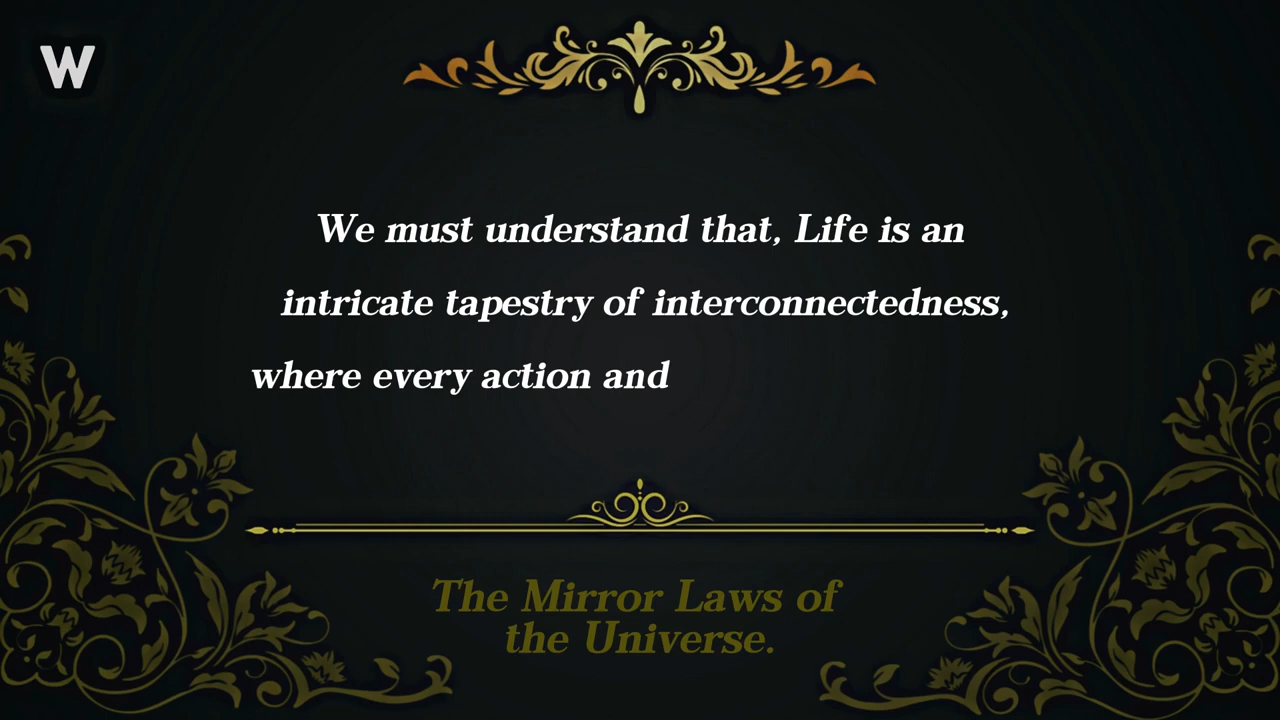 W
We must understand that, Life is an
intricate tapestry of interconnectedness,
where every action and
The Mirror Laws of
the Universe.